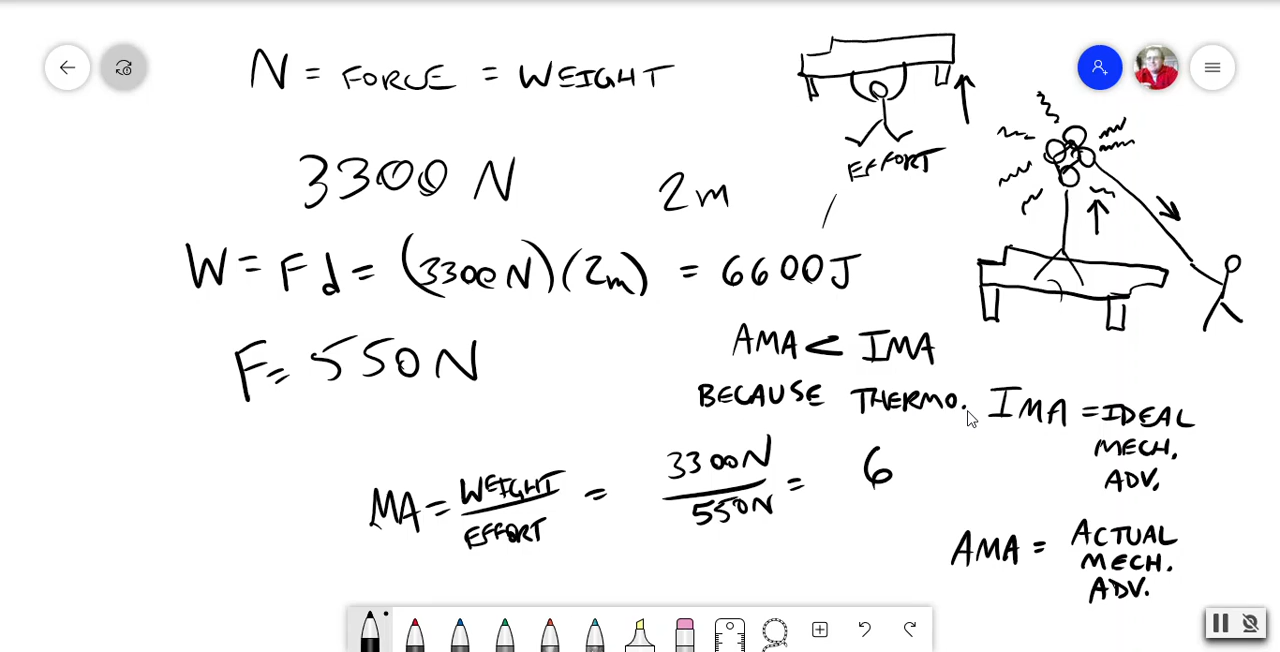 N = FORCE = WEIGHT
EFFORT
3300 N
2m
W = Fd = (3300N)(2m) = 6600J
F = 550N
AMA < IMA
BECAUSE THERMO.
IMA = IDEAL
MECH.
ADV.
MA = WEIGHT / EFFORT = 3300N / 550N = 6
AMA = ACTUAL
MECH.
ADV.